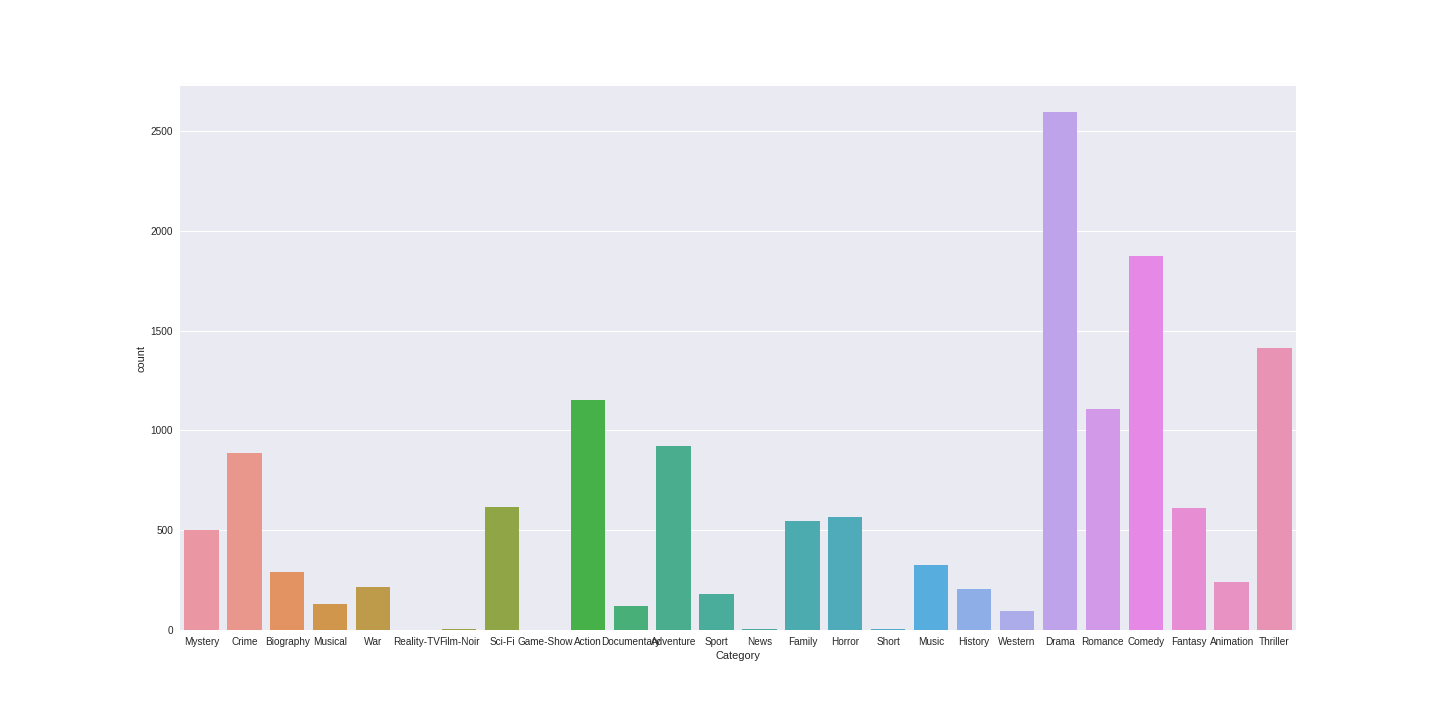 2500
2000
1500
1000
500
0
count
Mystery Crime Biography Musical War Reality-TV Film-Noir Sci-Fi Game-Show Action Documentary Adventure Sport News Family Horror Short Music History Western Drama Romance Comedy Fantasy Animation Thriller
Category